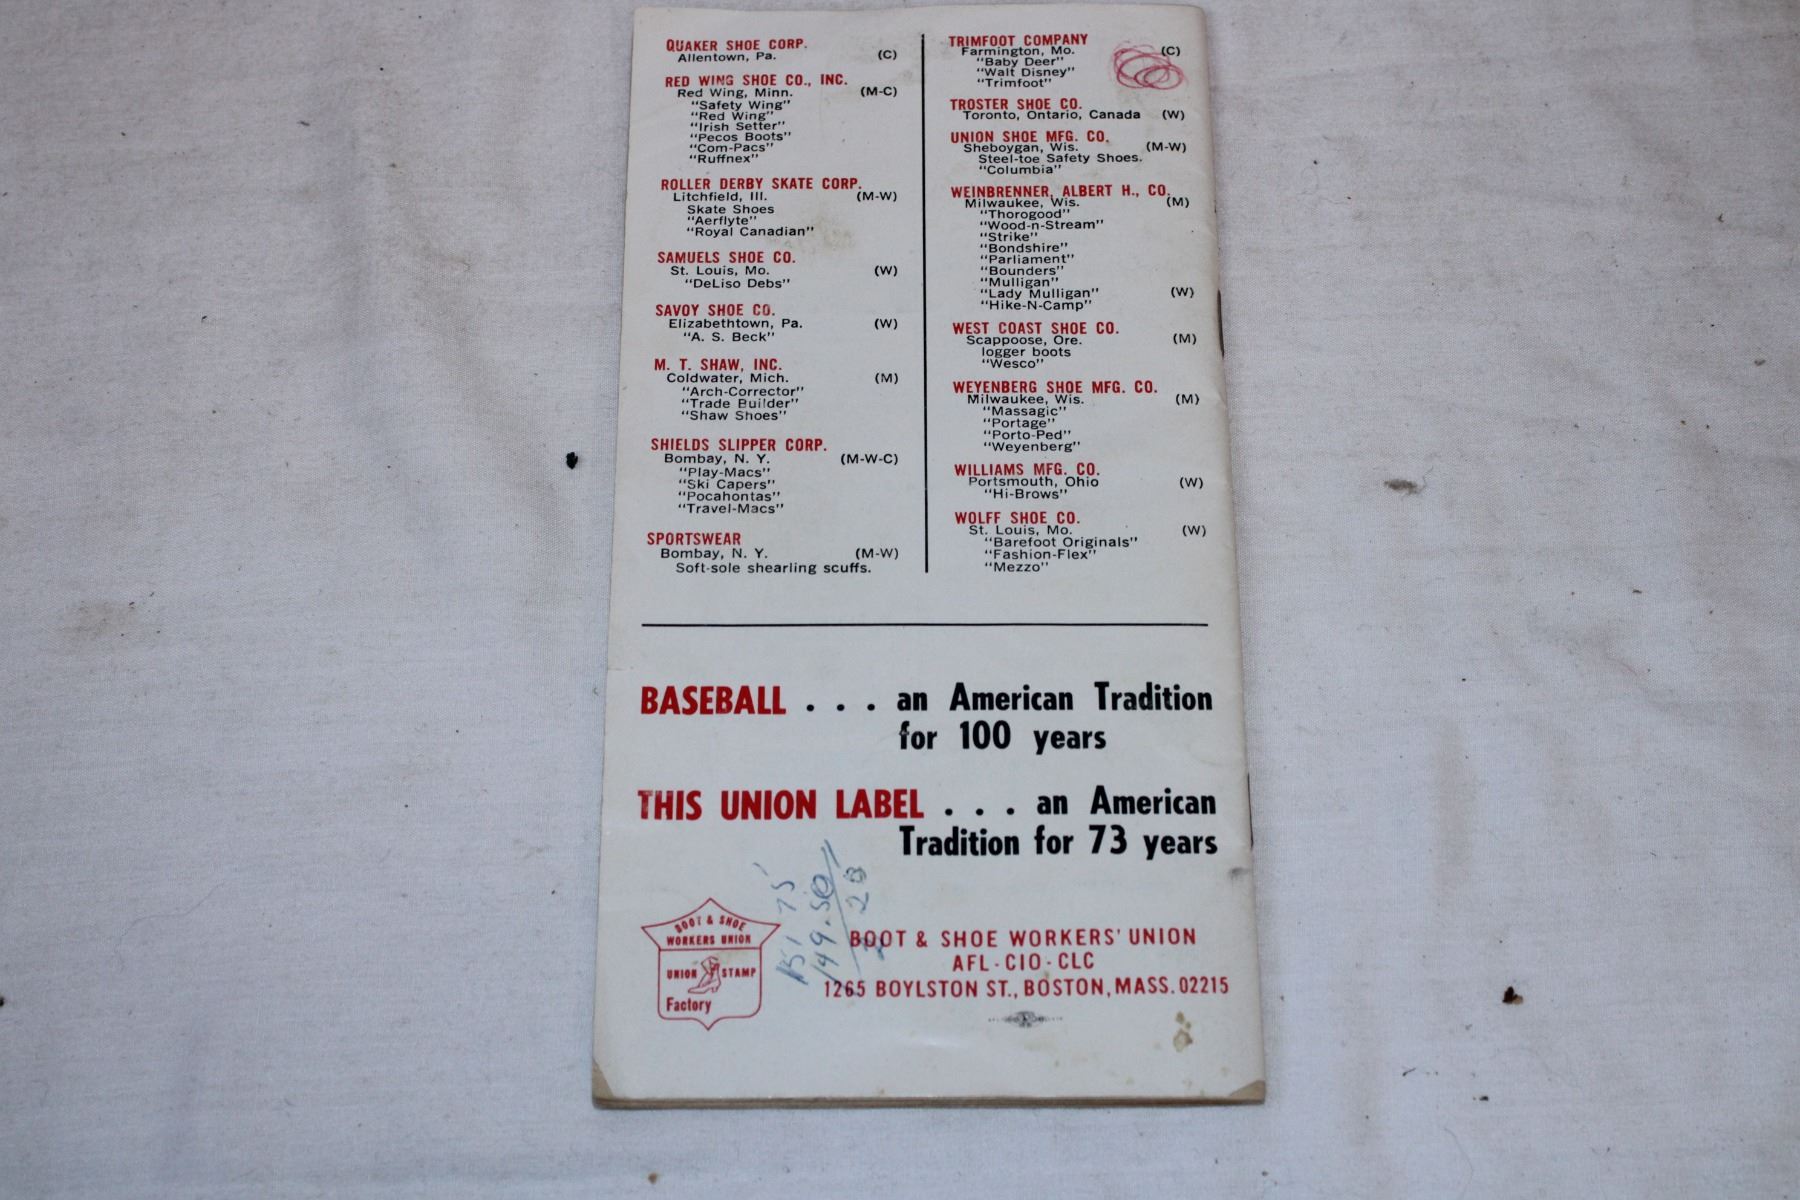 QUAKER SHOE CORP.
Allentown, Pa. (C)
RED WING SHOE CO., INC.
Red Wing, Minn. (M-C)
"Safety Wing"
"Red Wing"
"Irish Setter"
"Pecos Boots"
"Com-Pacs"
"Ruffnex"
ROLLER DERBY SKATE CORP.
Litchfield, Ill. (M-W)
Skate Shoes
"Aerflyte"
"Royal Canadian"
SAMUELS SHOE CO.
St. Louis, Mo. (W)
"DeLiso Debs"
SAVOY SHOE CO.
Elizabethtown, Pa. (W)
"A. S. Beck"
M. T. SHAW, INC.
Coldwater, Mich. (M)
"Arch-Corrector"
"Trade Builder"
"Shaw Shoes"
SHIELDS SLIPPER CORP.
Bombay, N. Y. (M-W-C)
"Play-Macs"
"Ski Capers"
"Pocahontas"
"Travel-Macs"
SPORTSWEAR
Bombay, N. Y. (M-W)
Soft-sole shearling scuffs.
TRIMFOOT COMPANY
Farmington, Mo. (C)
"Baby Deer"
"Walt Disney"
"Trimfoot"
TROSTER SHOE CO.
Toronto, Ontario, Canada (W)
UNION SHOE MFG. CO.
Sheboygan, Wis. (M-W)
Steel-toe Safety Shoes.
"Columbia"
WEINBRENNER, ALBERT H., CO.
Milwaukee, Wis. (M)
"Thorogood"
"Wood-n-Stream"
"Strike"
"Bondshire"
"Parliament"
"Bounders"
"Mulligan"
"Lady Mulligan" (W)
"Hike-N-Camp"
WEST COAST SHOE CO.
Scappoose, Ore. (M)
logger boots
"Wesco"
WEYENBERG SHOE MFG. CO.
Milwaukee, Wis. (M)
"Massagic"
"Portage"
"Porto-Ped"
"Weyenberg"
WILLIAMS MFG. CO.
Portsmouth, Ohio (W)
"Hi-Brows"
WOLFF SHOE CO.
St. Louis, Mo. (W)
"Barefoot Originals"
"Fashion-Flex"
"Mezzo"
BASEBALL . . . an American Tradition
for 100 years
THIS UNION LABEL . . . an American
Tradition for 73 years
BOOT & SHOE
WORKERS UNION
UNION STAMP
Factory
BOOT & SHOE WORKERS' UNION
AFL-CIO-CLC
1265 BOYLSTON ST., BOSTON, MASS. 02215